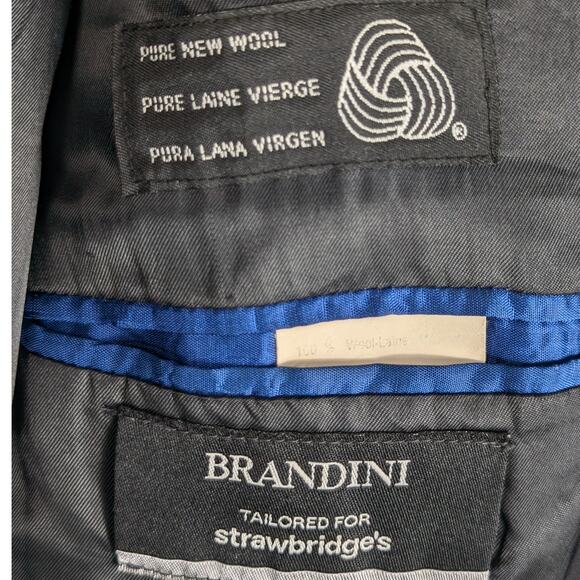 PURE NEW WOOL
PURE LAINE VIERGE
PURA LANA VIRGEN
®
100 % Wool-Laine
BRANDINI
TAILORED FOR
strawbridge's